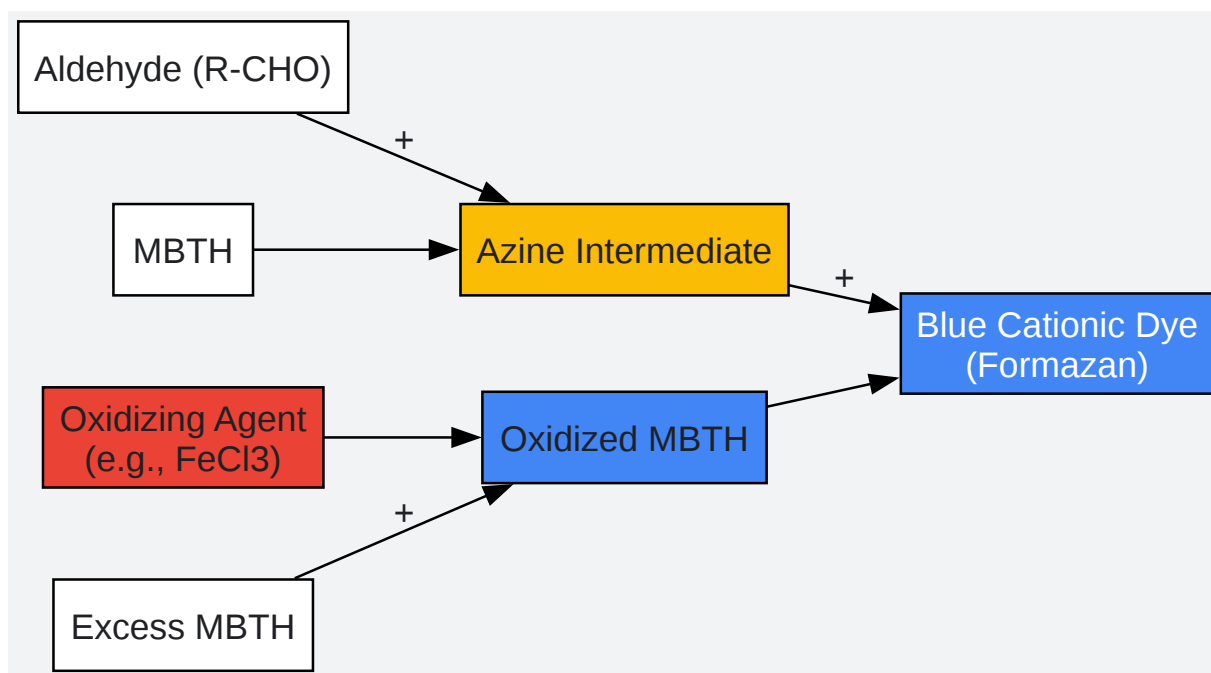 Aldehyde (R-CHO)
+
MBTH
Azine Intermediate
+
Blue Cationic Dye
(Formazan)
Oxidizing Agent
(e.g., FeCl3)
Oxidized MBTH
+
Excess MBTH